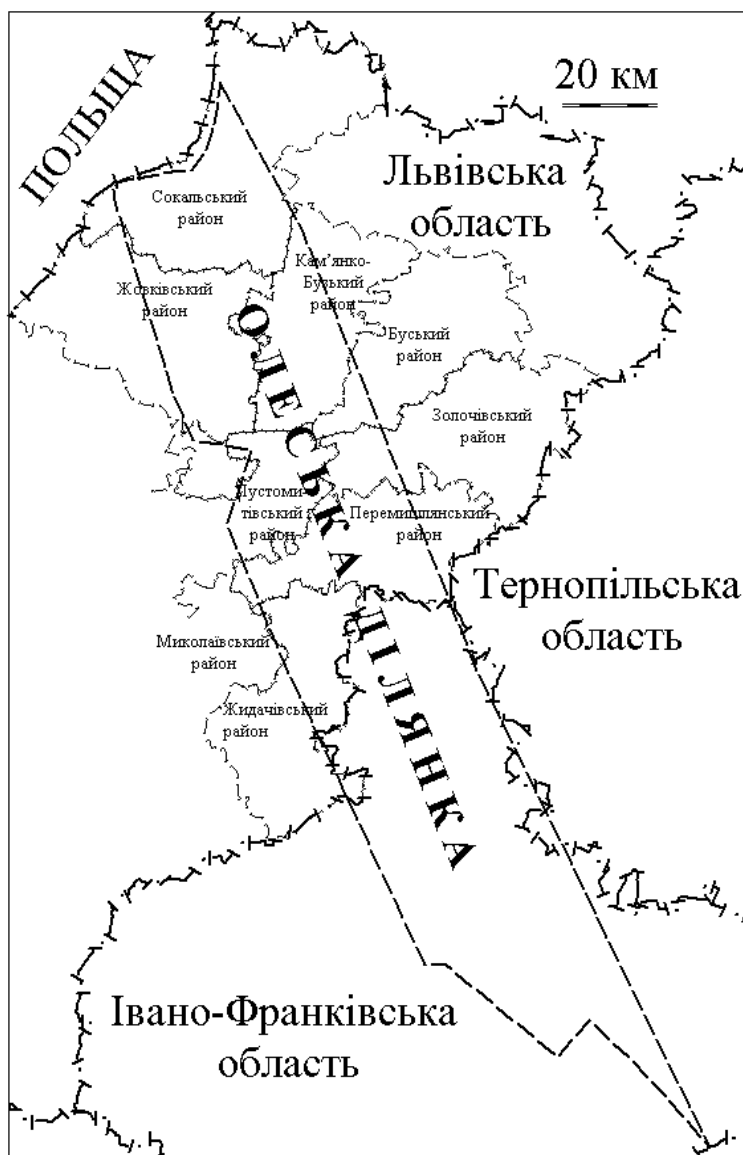 ПОЛЬЩА
20 км
Львівська
область
Сокальський
район
Кам’янко-
Бузький
район
Жовківський
район
Буський
район
Золочівський
район
ОЛЕСЬКА ДІЛЯНКА
Пустоми-
тівський
район
Перемишлянський
район
Тернопільська
область
Миколаївський
район
Жидачівський
район
Івано-Франківська
область